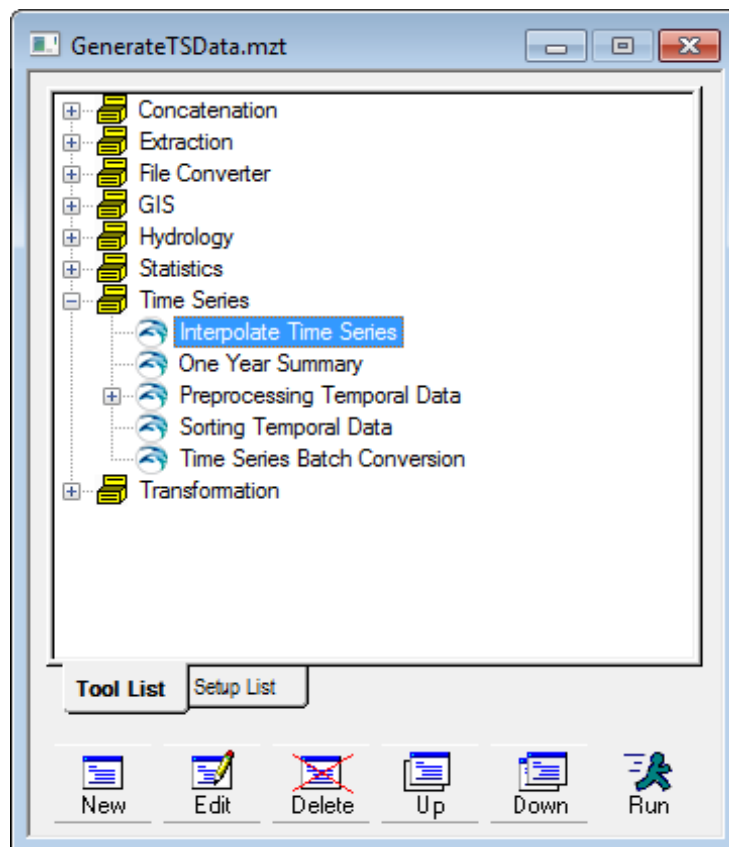 GenerateTSData.mzt
Concatenation
Extraction
File Converter
GIS
Hydrology
Statistics
Time Series
Interpolate Time Series
One Year Summary
Preprocessing Temporal Data
Sorting Temporal Data
Time Series Batch Conversion
Transformation
Tool List Setup List
New Edit Delete Up Down Run